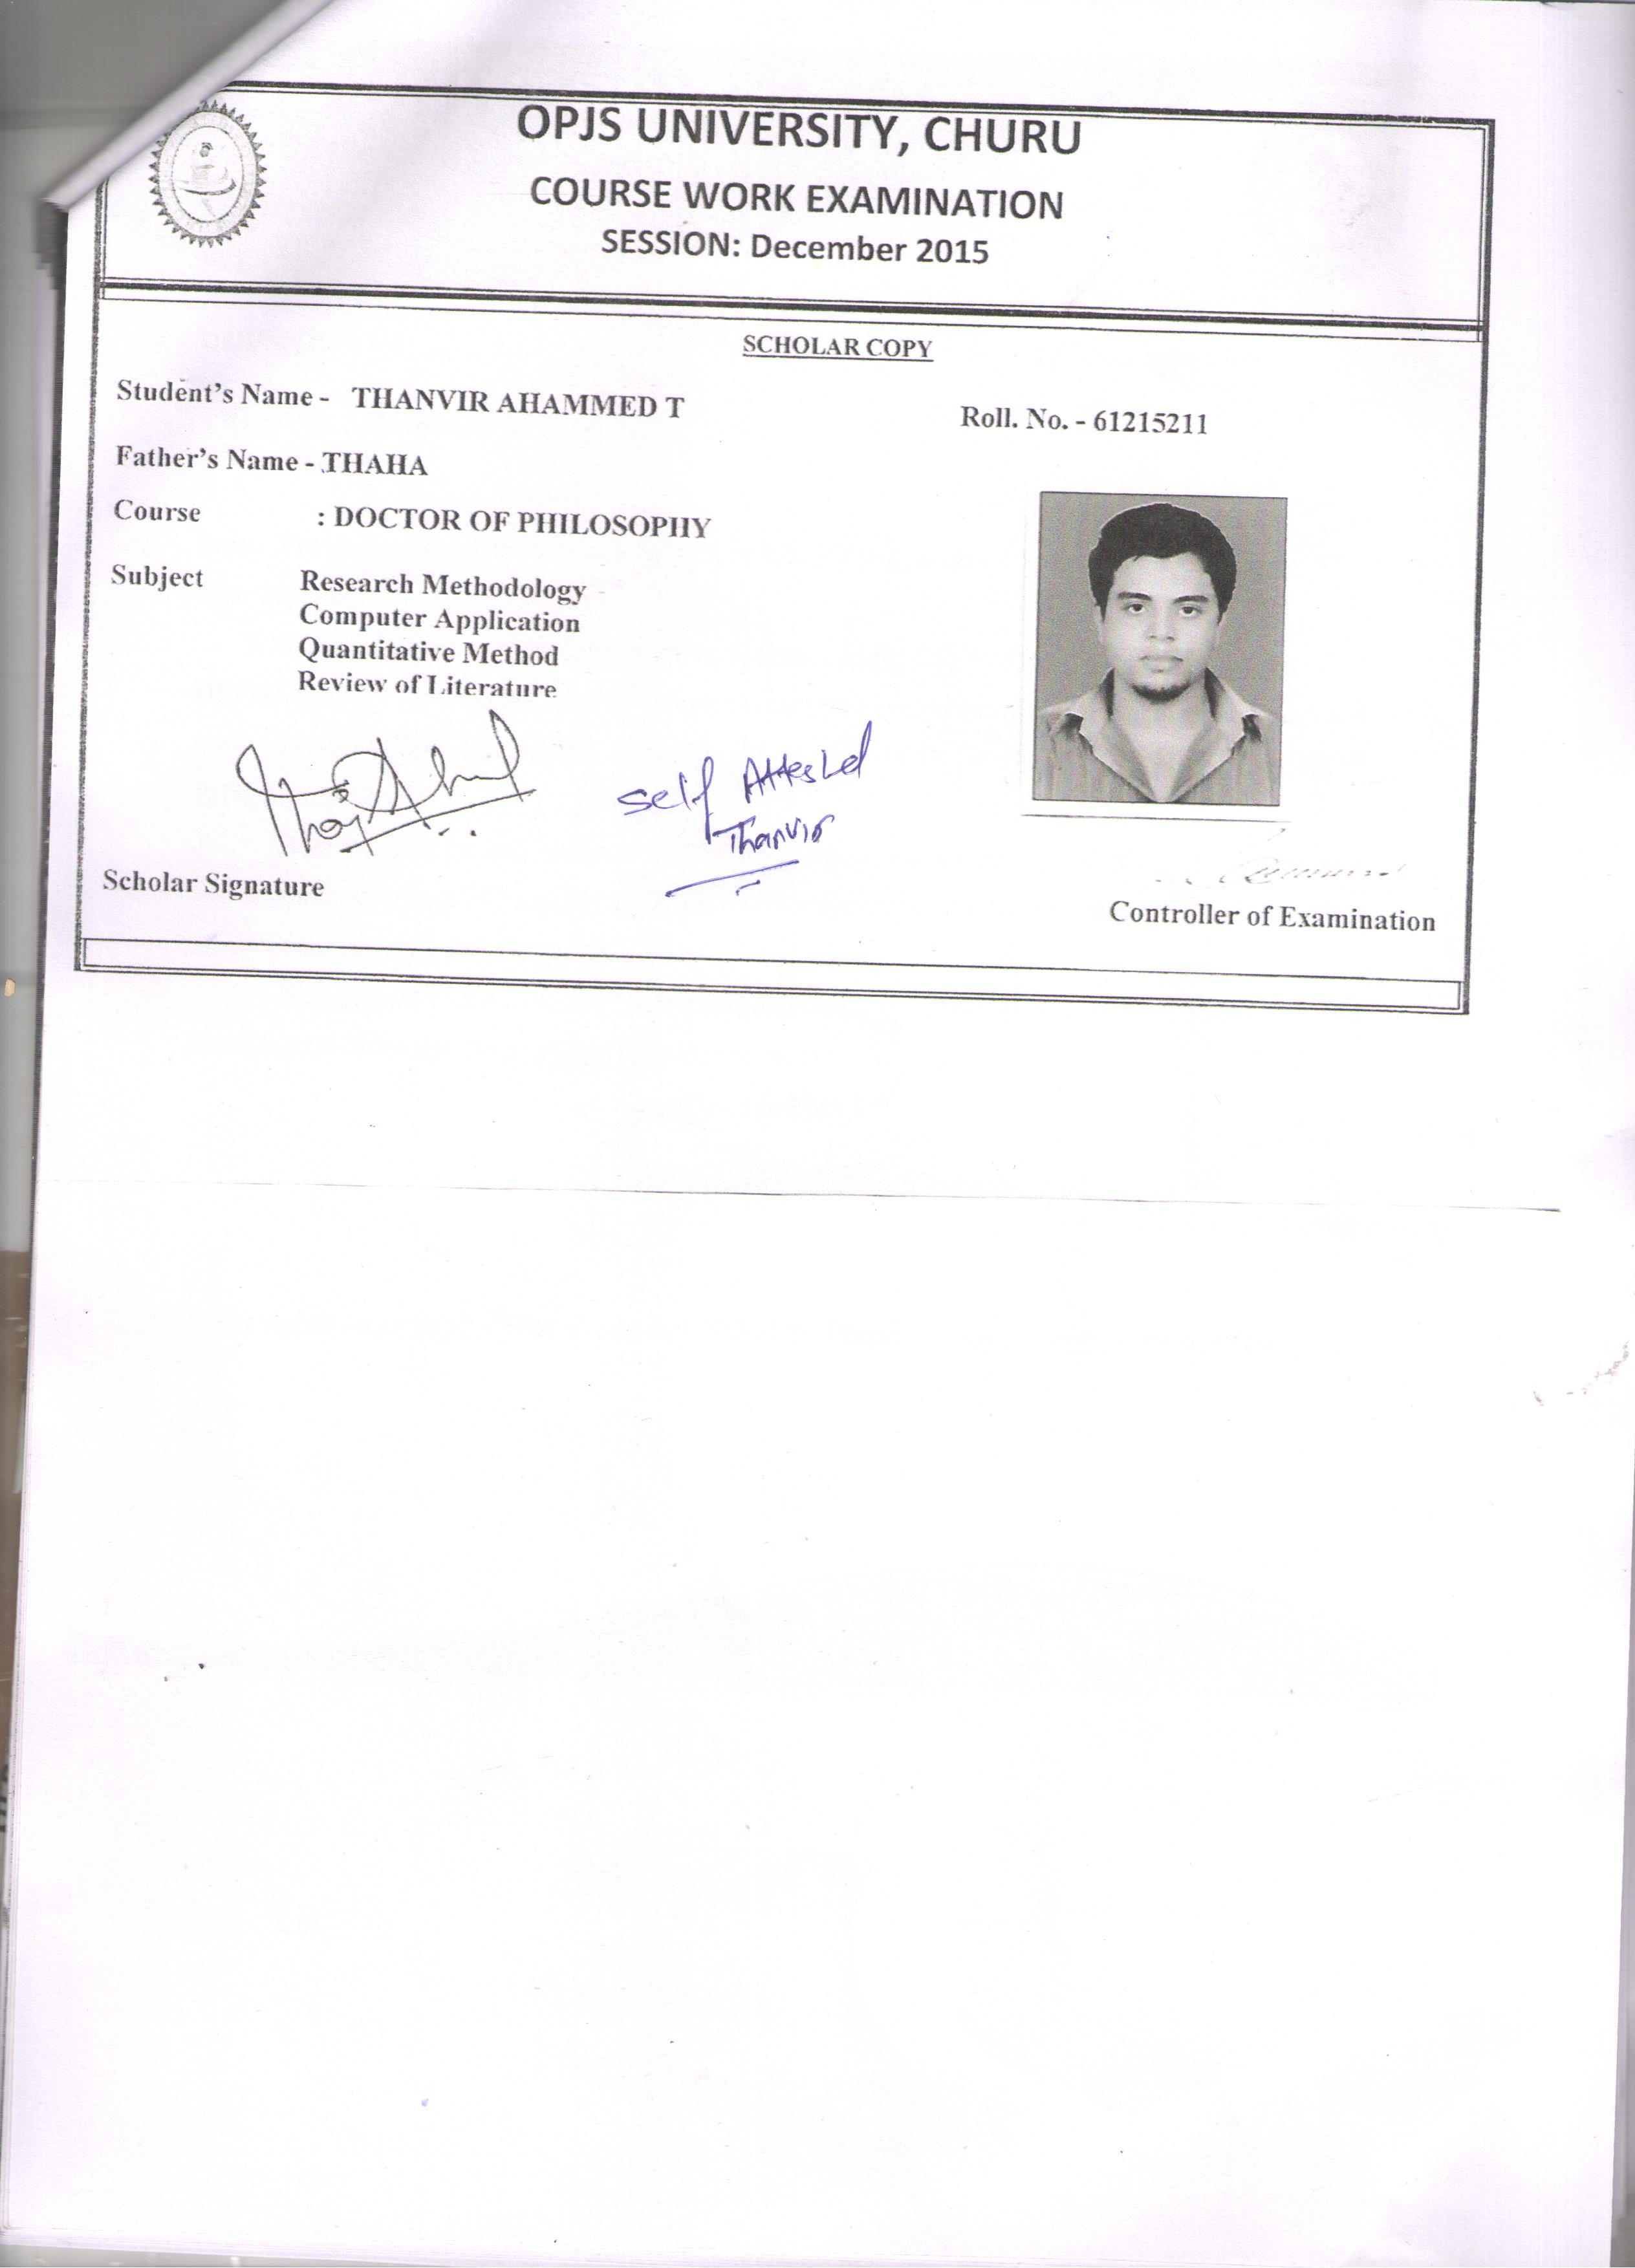 OPJS UNIVERSITY, CHURU
COURSE WORK EXAMINATION
SESSION: December 2015
SCHOLAR COPY
Student's Name - THANVIR AHAMMED T
Roll. No. - 61215211
Father's Name - THAHA
Course : DOCTOR OF PHILOSOPHY
Subject Research Methodology
Computer Application
Quantitative Method
Review of Literature
Self Attested
Thanvir
Scholar Signature
Controller of Examination